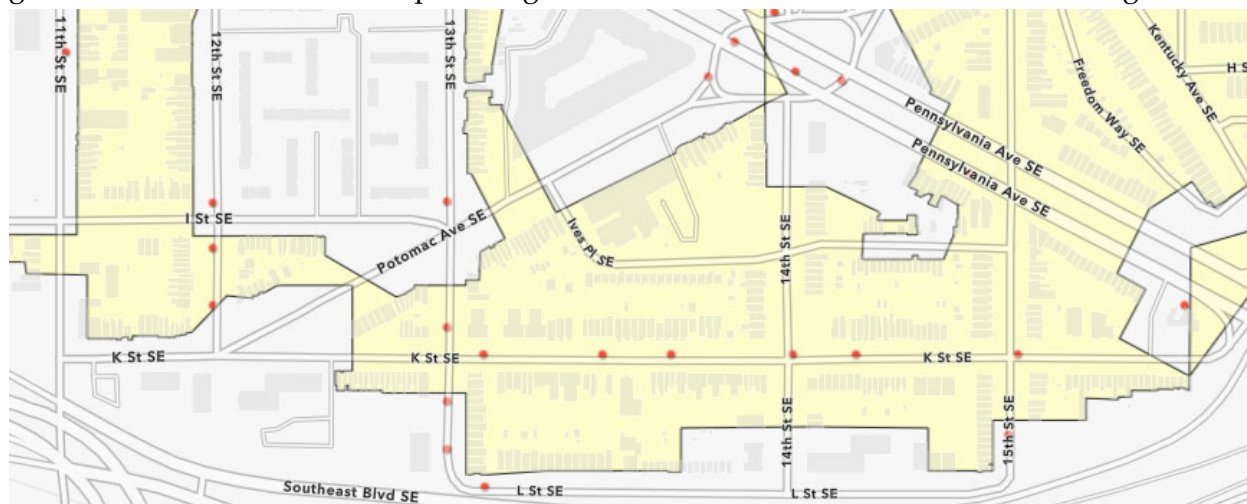 11th St SE
12th St SE
13th St SE
Kentucky Ave SE
H S
Freedom Way SE
Pennsylvania Ave SE
Pennsylvania Ave SE
I St SE
Potomac Ave SE
Ives Pl SE
14th St SE
K St SE
K St SE
K St SE
14th St SE
15th St SE
Southeast Blvd SE
L St SE
L St SE